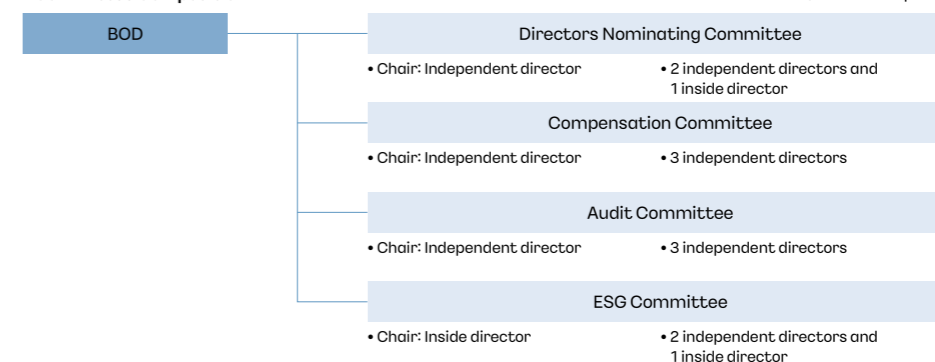 BOD
Directors Nominating Committee
• Chair: Independent director
• 2 independent directors and
1 inside director
Compensation Committee
• Chair: Independent director
• 3 independent directors
Audit Committee
• Chair: Independent director
• 3 independent directors
ESG Committee
• Chair: Inside director
• 2 independent directors and
1 inside director